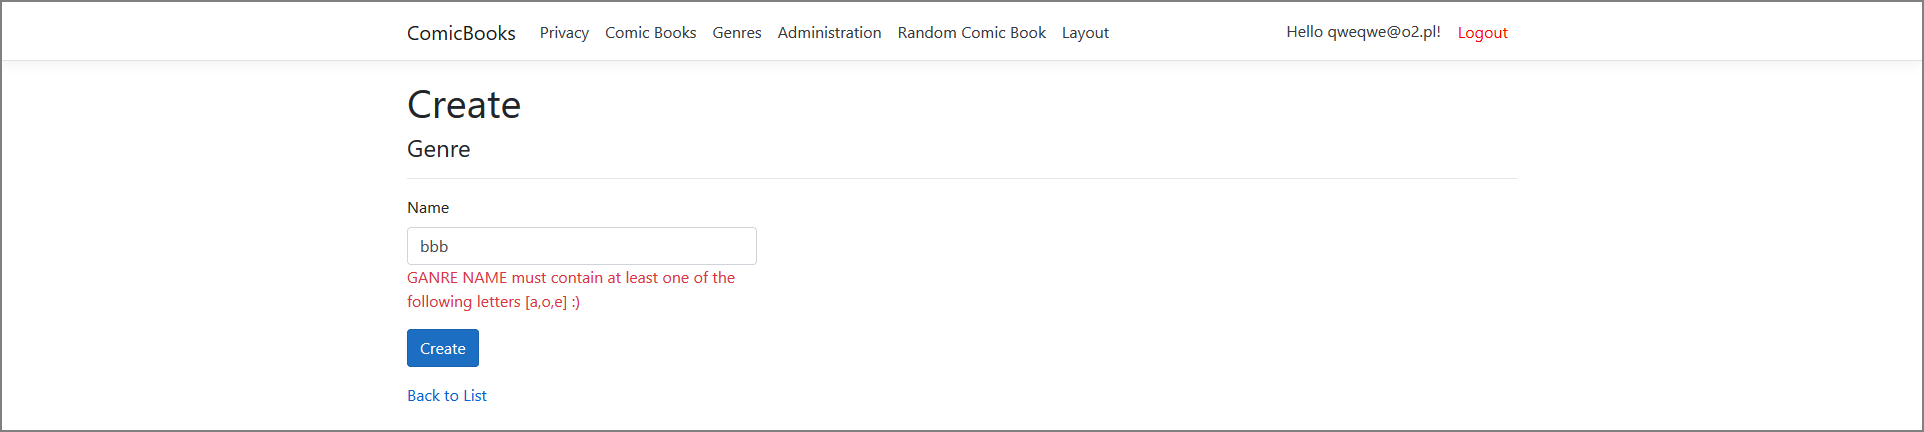 ComicBooks Privacy Comic Books Genres Administration Random Comic Book Layout Hello qweqwe@o2.pl! Logout
Create
Genre
Name
bbb
GANRE NAME must contain at least one of the
following letters [a,o,e] :)
Create
Back to List